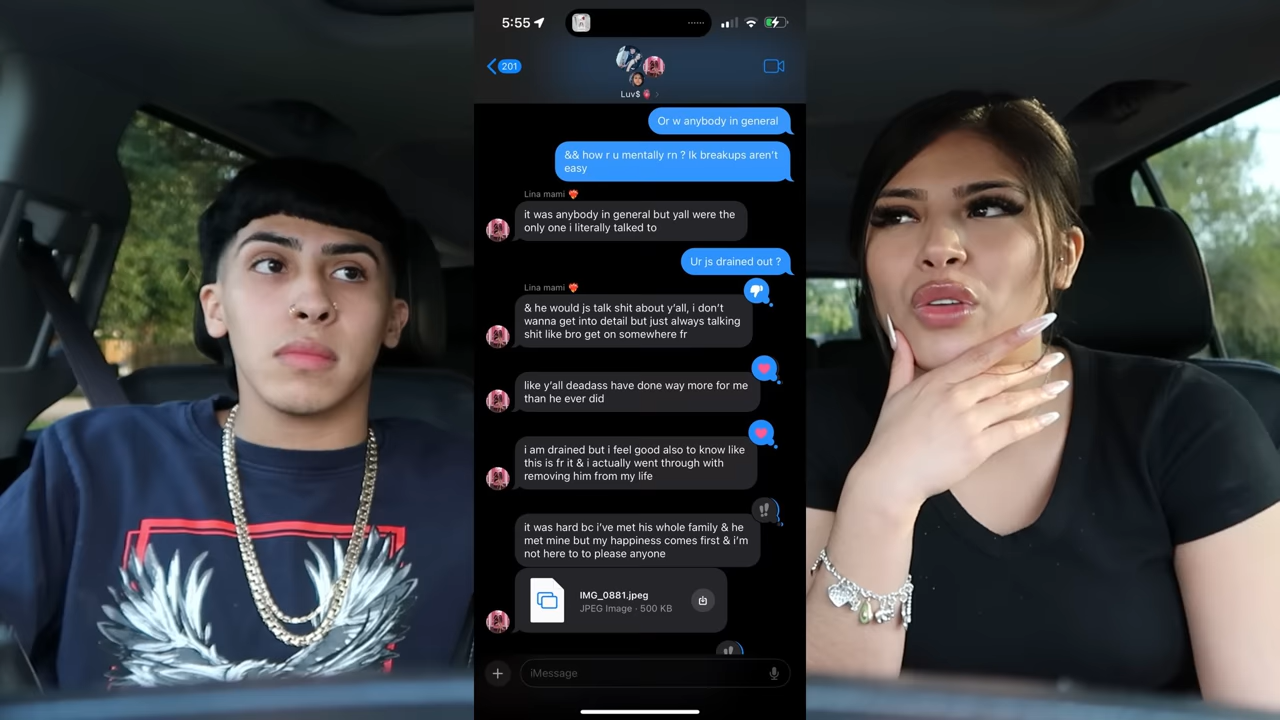 5:55
201
Luv$
Or w anybody in general
&& how r u mentally rn ? Ik breakups aren't
easy
Lina mami
it was anybody in general but yall were the
only one i literally talked to
Ur js drained out ?
Lina mami
& he would js talk shit about y'all, i don't
wanna get into detail but just always talking
shit like bro get on somewhere fr
like y'all deadass have done way more for me
than he ever did
i am drained but i feel good also to know like
this is fr it & i actually went through with
removing him from my life
it was hard bc i've met his whole family & he
met mine but my happiness comes first & i'm
not here to to please anyone
IMG_0881.jpeg
JPEG Image · 500 KB
iMessage